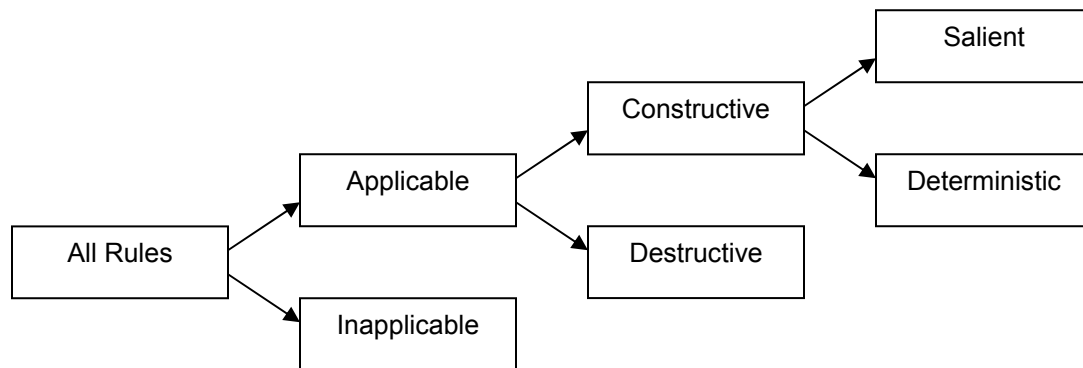 Salient
Constructive
Applicable
Deterministic
All Rules
Destructive
Inapplicable